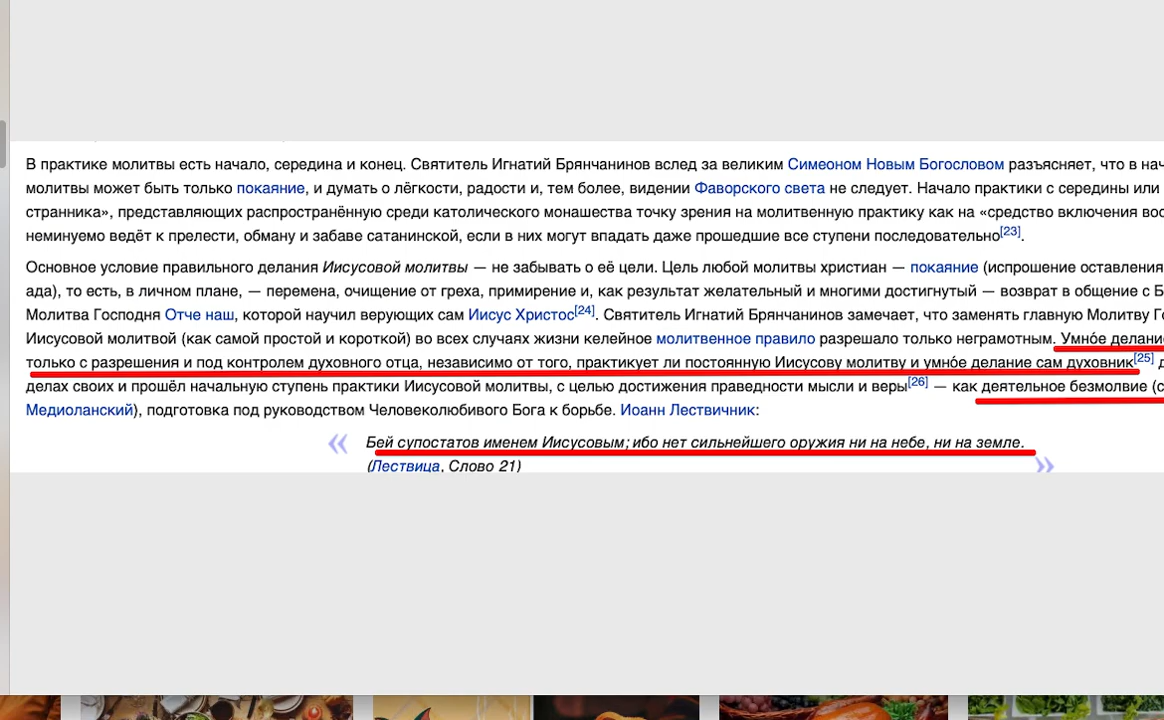 В практике молитвы есть начало, середина и конец. Святитель Игнатий Брянчанинов вслед за великим Симеоном Новым Богословом разъясняет, что в нач
молитвы может быть только покаяние, и думать о лёгкости, радости и, тем более, видении Фаворского света не следует. Начало практики с середины или
странника», представляющих распространённую среди католического монашества точку зрения на молитвенную практику как на «средство включения вос
неминуемо ведёт к прелести, обману и забаве сатанинской, если в них могут впадать даже прошедшие все ступени последовательно[23].
Основное условие правильного делания Иисусовой молитвы — не забывать о её цели. Цель любой молитвы христиан — покаяние (испрошение оставления
ада), то есть, в личном плане, — перемена, очищение от греха, примирение и, как результат желательный и многими достигнутый — возврат в общение с Б
Молитва Господня Отче наш, которой научил верующих сам Иисус Христос[24]. Святитель Игнатий Брянчанинов замечает, что заменять главную Молитву Го
Иисусовой молитвой (как самой простой и короткой) во всех случаях жизни келейное молитвенное правило разрешало только неграмотным. Умно́е делание
только с разрешения и под контролем духовного отца, независимо от того, практикует ли постоянную Иисусову молитву и умно́е делание сам духовник[25] д
делах своих и прошёл начальную ступень практики Иисусовой молитвы, с целью достижения праведности мысли и веры[26] — как деятельное безмолвие (с
Медиоланский), подготовка под руководством Человеколюбивого Бога к борьбе. Иоанн Лествичник:
« Бей супостатов именем Иисусовым; ибо нет сильнейшего оружия ни на небе, ни на земле.
(Лествица, Слово 21) »